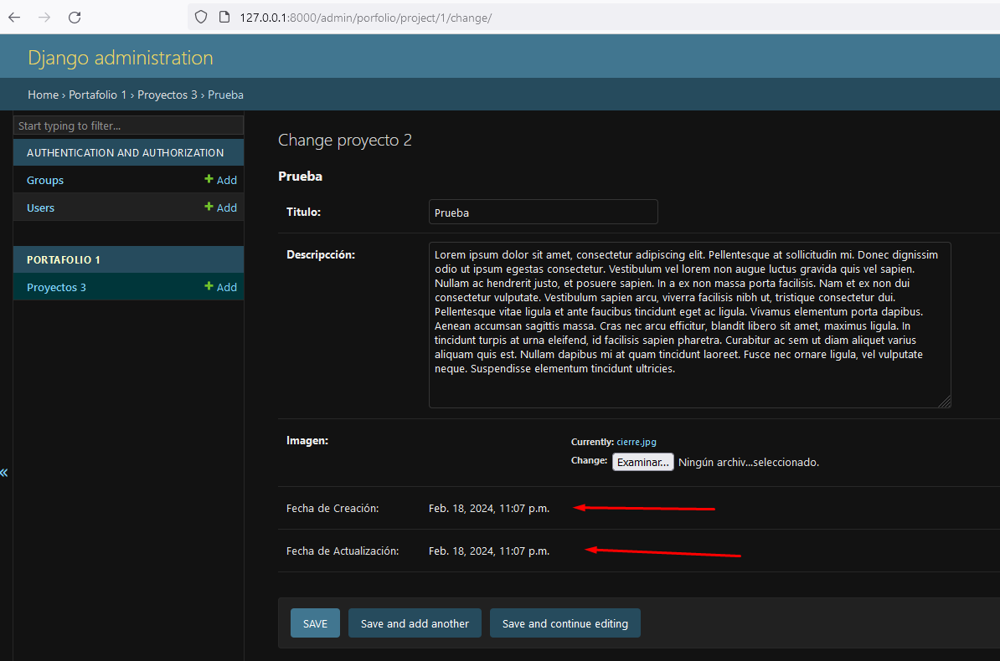 127.0.0.1:8000/admin/porfolio/project/1/change/
Django administration
Home › Portafolio 1 › Proyectos 3 › Prueba
Start typing to filter...
AUTHENTICATION AND AUTHORIZATION
Groups + Add
Users + Add
PORTAFOLIO 1
Proyectos 3 + Add
«
Change proyecto 2
Prueba
Titulo: Prueba
Descripcción:
Lorem ipsum dolor sit amet, consectetur adipiscing elit. Pellentesque at sollicitudin mi. Donec dignissim
odio ut ipsum egestas consectetur. Vestibulum vel lorem non augue luctus gravida quis vel sapien.
Nullam ac hendrerit justo, et posuere sapien. In a ex non massa porta facilisis. Nam et ex non dui
consectetur vulputate. Vestibulum sapien arcu, viverra facilisis nibh ut, tristique consectetur dui.
Pellentesque vitae ligula et ante faucibus tincidunt eget ac ligula. Vivamus elementum porta dapibus.
Aenean accumsan sagittis massa. Cras nec arcu efficitur, blandit libero sit amet, maximus ligula. In
tincidunt turpis at urna eleifend, id facilisis sapien pharetra. Curabitur ac sem ut diam aliquet varius
aliquam quis est. Nullam dapibus mi at quam tincidunt laoreet. Fusce nec ornare ligula, vel vulputate
neque. Suspendisse elementum tincidunt ultricies.
Imagen:
Currently: cierre.jpg
Change: Examinar... Ningún archiv...seleccionado.
Fecha de Creación: Feb. 18, 2024, 11:07 p.m.
Fecha de Actualización: Feb. 18, 2024, 11:07 p.m.
SAVE Save and add another Save and continue editing